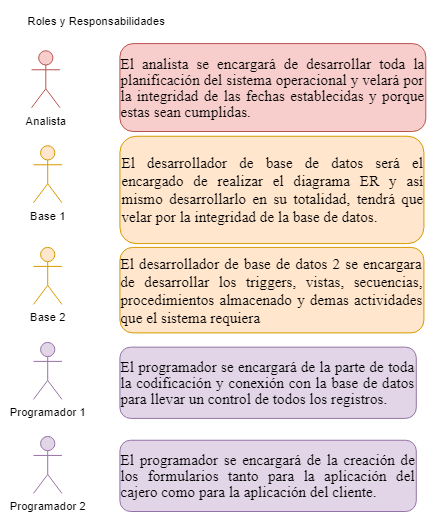 Roles y Responsabilidades
El analista se encargará de desarrollar toda la
planificación del sistema operacional y velará por
la integridad de las fechas establecidas y porque
estas sean cumplidas.
Analista
El desarrollador de base de datos será el
encargado de realizar el diagrama ER y así
mismo desarrollarlo en su totalidad, tendrá que
velar por la integridad de la base de datos.
Base 1
El desarrollador de base de datos 2 se encargara
de desarrollar los triggers, vistas, secuencias,
procedimientos almacenado y demas actividades
que el sistema requiera
Base 2
El programador se encargará de la parte de toda
la codificación y conexión con la base de datos
para llevar un control de todos los registros.
Programador 1
El programador se encargará de la creación de
los formularios tanto para la aplicación del
cajero como para la aplicación del cliente.
Programador 2